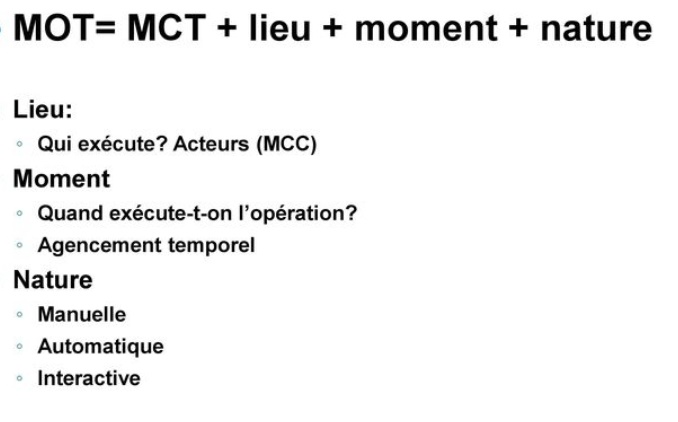 MOT= MCT + lieu + moment + nature
Lieu:
◦ Qui exécute? Acteurs (MCC)
Moment
◦ Quand exécute-t-on l’opération?
◦ Agencement temporel
Nature
◦ Manuelle
◦ Automatique
◦ Interactive